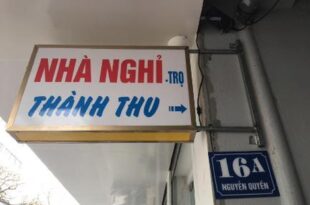 NHÀ NGHỈ .TRỌ
THÀNH THU
16A
NGUYỄN QUYỀN